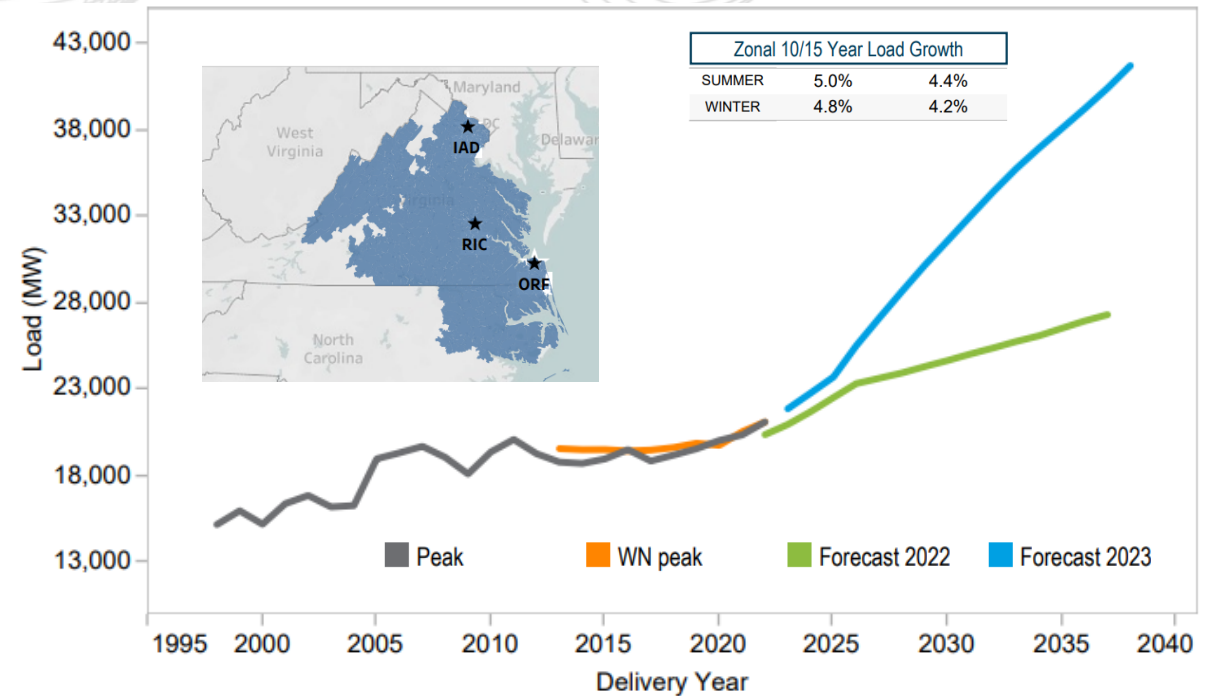 43,000
38,000
33,000
28,000
23,000
18,000
13,000
Load (MW)
Zonal 10/15 Year Load Growth
SUMMER 5.0% 4.4%
WINTER 4.8% 4.2%
Maryland
West
Virginia
DC
Delawar
IAD
Virginia
RIC
ORF
North
Carolina
Peak WN peak Forecast 2022 Forecast 2023
1995 2000 2005 2010 2015 2020 2025 2030 2035 2040
Delivery Year